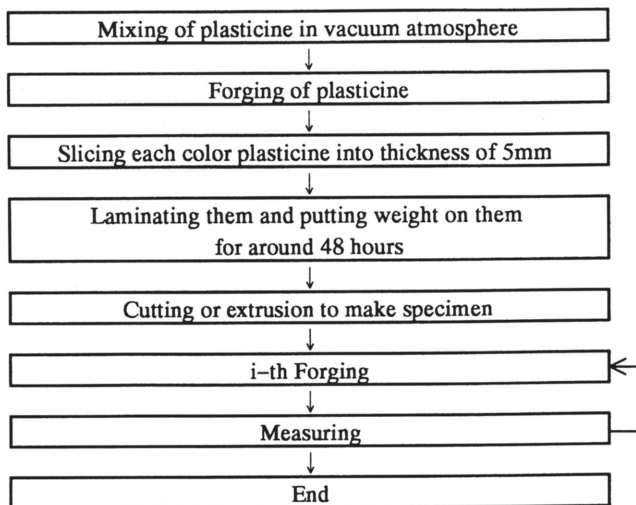 Mixing of plasticine in vacuum atmosphere
Forging of plasticine
Slicing each color plasticine into thickness of 5mm
Laminating them and putting weight on them
for around 48 hours
Cutting or extrusion to make specimen
i–th Forging
Measuring
End